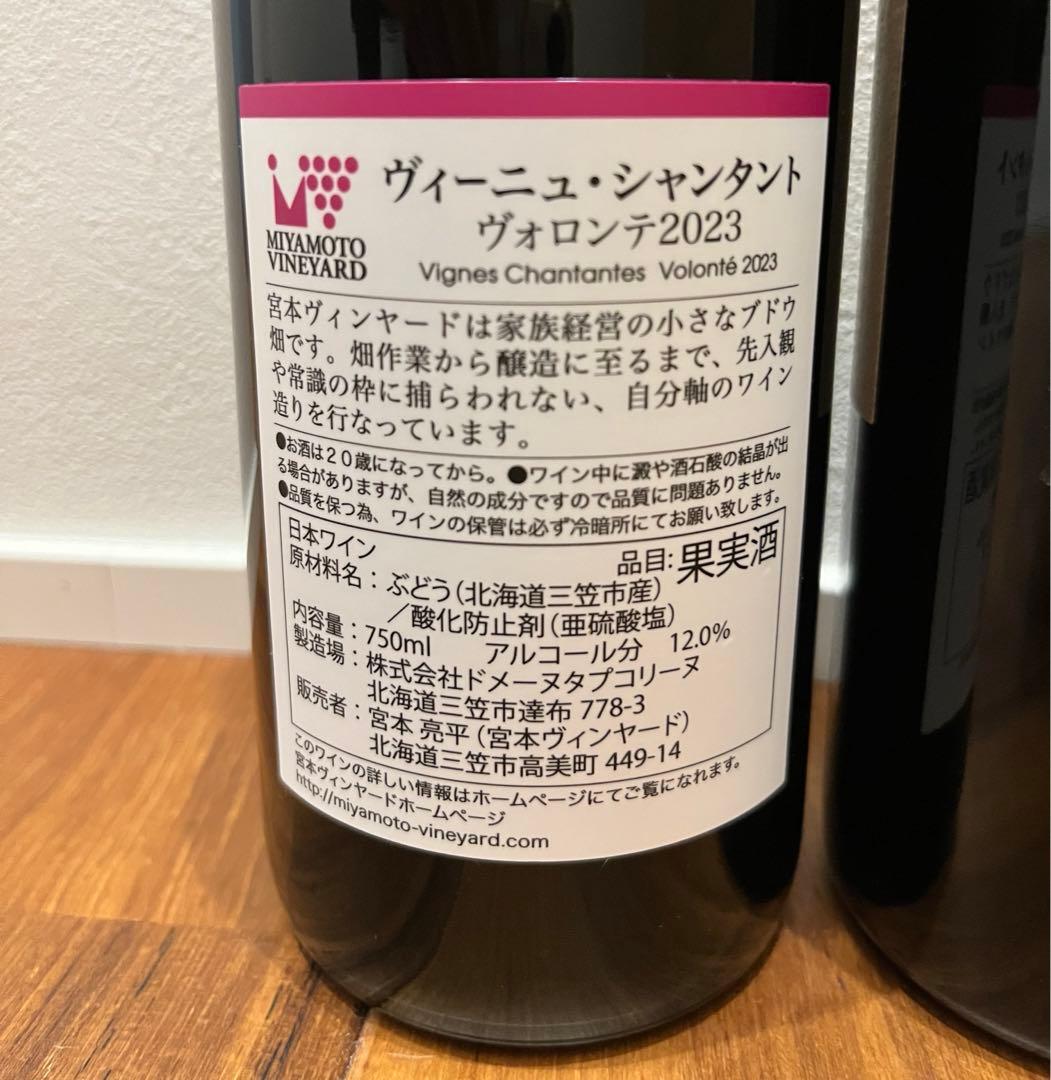 MIYAMOTO
VINEYARD
ヴィーニュ・シャンタント
ヴォロンテ2023
Vignes Chantantes Volonté 2023
宮本ヴィンヤードは家族経営の小さなブドウ
畑です。畑作業から醸造に至るまで、先入観
や常識の枠に捕らわれない、自分軸のワイン
造りを行なっています。
●お酒は20歳になってから。●ワイン中に澱や酒石酸の結晶が出
る場合がありますが、自然の成分ですので品質に問題ありません。
●品質を保つ為、ワインの保管は必ず冷暗所にてお願い致します。
日本ワイン 品目:果実酒
原材料名:ぶどう(北海道三笠市産)
/酸化防止剤(亜硫酸塩)
内容量:750ml アルコール分 12.0%
製造場:株式会社ドメーヌタプコリーヌ
北海道三笠市達布 778-3
販売者:宮本 亮平(宮本ヴィンヤード)
北海道三笠市高美町 449-14
このワインの詳しい情報はホームページにてご覧になれます。
宮本ヴィンヤードホームページ
http://miyamoto-vineyard.com